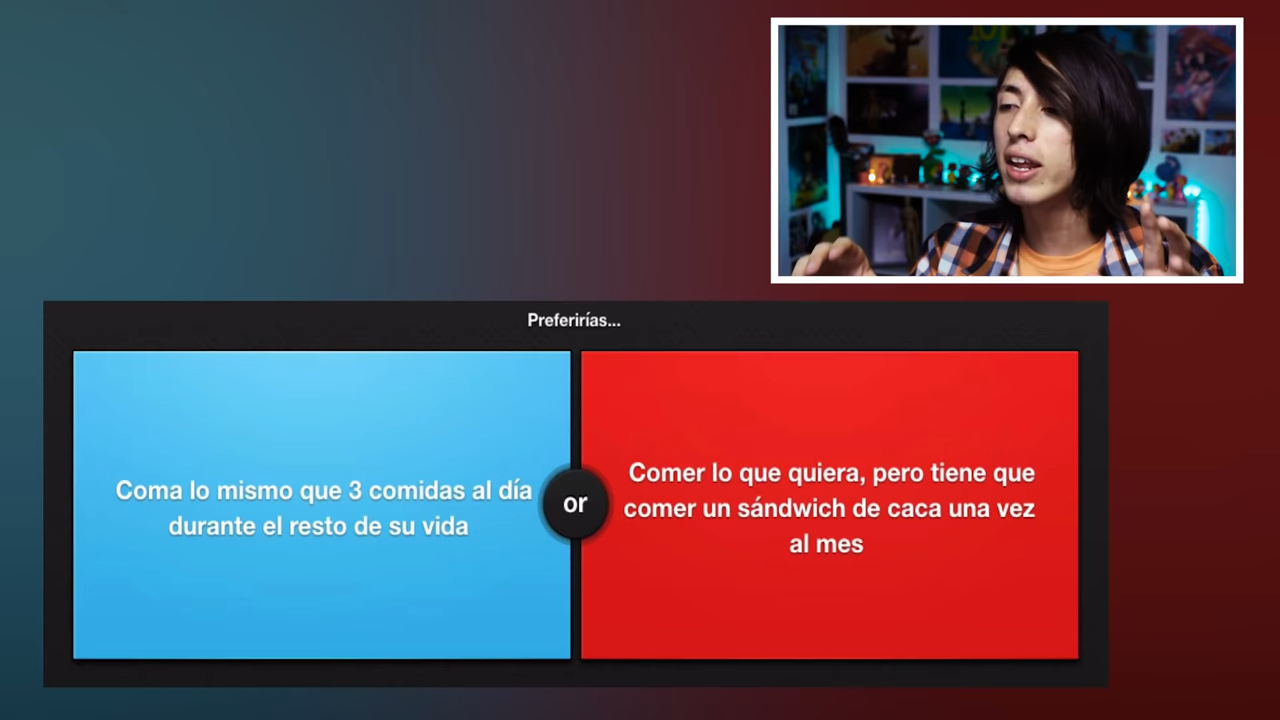 Preferirías...
Coma lo mismo que 3 comidas al día
durante el resto de su vida
or
Comer lo que quiera, pero tiene que
comer un sándwich de caca una vez
al mes